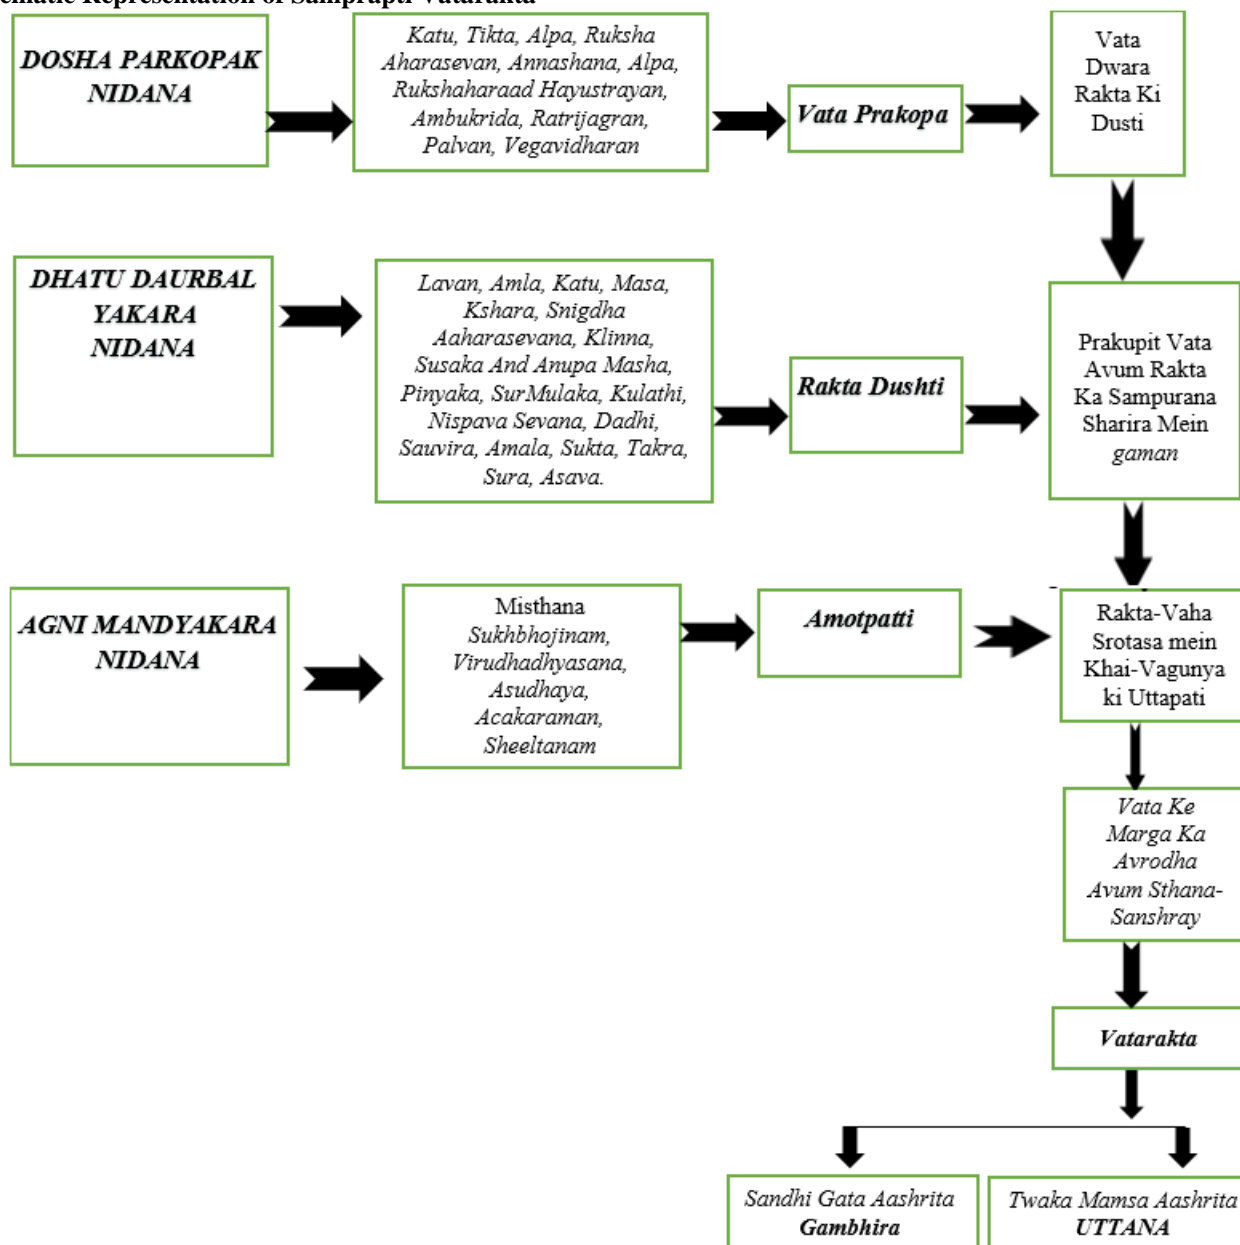 ematic Representation of Samprapti Vatarakta
DOSHA PARKOPAK
NIDANA
Katu, Tikta, Alpa, Ruksha
Aharasevan, Annashana, Alpa,
Rukshaharaad Hayustrayan,
Ambukrida, Ratrijagran,
Palvan, Vegavidharan
Vata Prakopa
Vata
Dwara
Rakta Ki
Dusti
DHATU DAURBAL
YAKARA
NIDANA
Lavan, Amla, Katu, Masa,
Kshara, Snigdha
Aaharasevana, Klinna,
Susaka And Anupa Masha,
Pinyaka, SurMulaka, Kulathi,
Nispava Sevana, Dadhi,
Sauvira, Amala, Sukta, Takra,
Sura, Asava.
Rakta Dushti
Prakupit Vata
Avum Rakta
Ka Sampurana
Sharira Mein
gaman
AGNI MANDYAKARA
NIDANA
Misthana
Sukhbhojinam,
Virudhadhyasana,
Asudhaya,
Acakaraman,
Sheeltanam
Amotpatti
Rakta-Vaha
Srotasa mein
Khai-Vagunya
ki Uttapati
Vata Ke
Marga Ka
Avrodha
Avum Sthana-
Sanshray
Vatarakta
Sandhi Gata Aashrita
Gambhira
Twaka Mamsa Aashrita
UTTANA